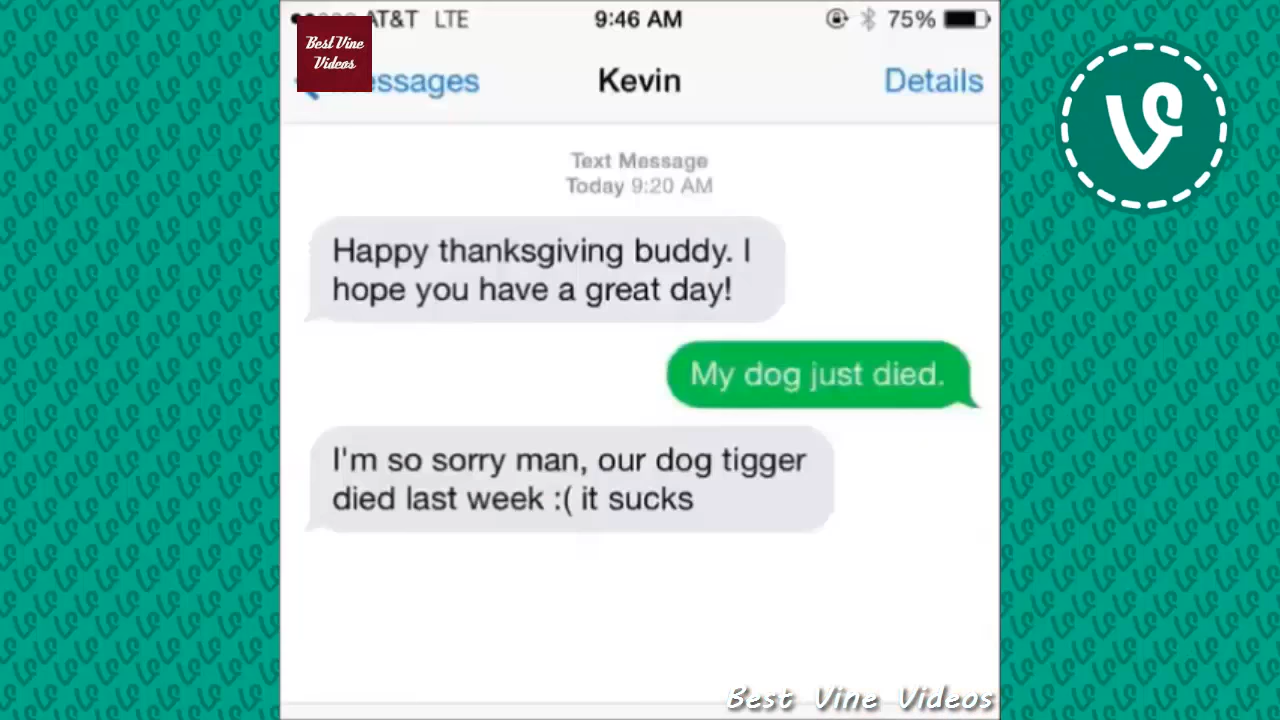 AT&T LTE 9:46 AM 75%
Best Vine
Videos
essages Kevin Details
Text Message
Today 9:20 AM
Happy thanksgiving buddy. I
hope you have a great day!
My dog just died.
I'm so sorry man, our dog tigger
died last week :( it sucks
Best Vine Videos